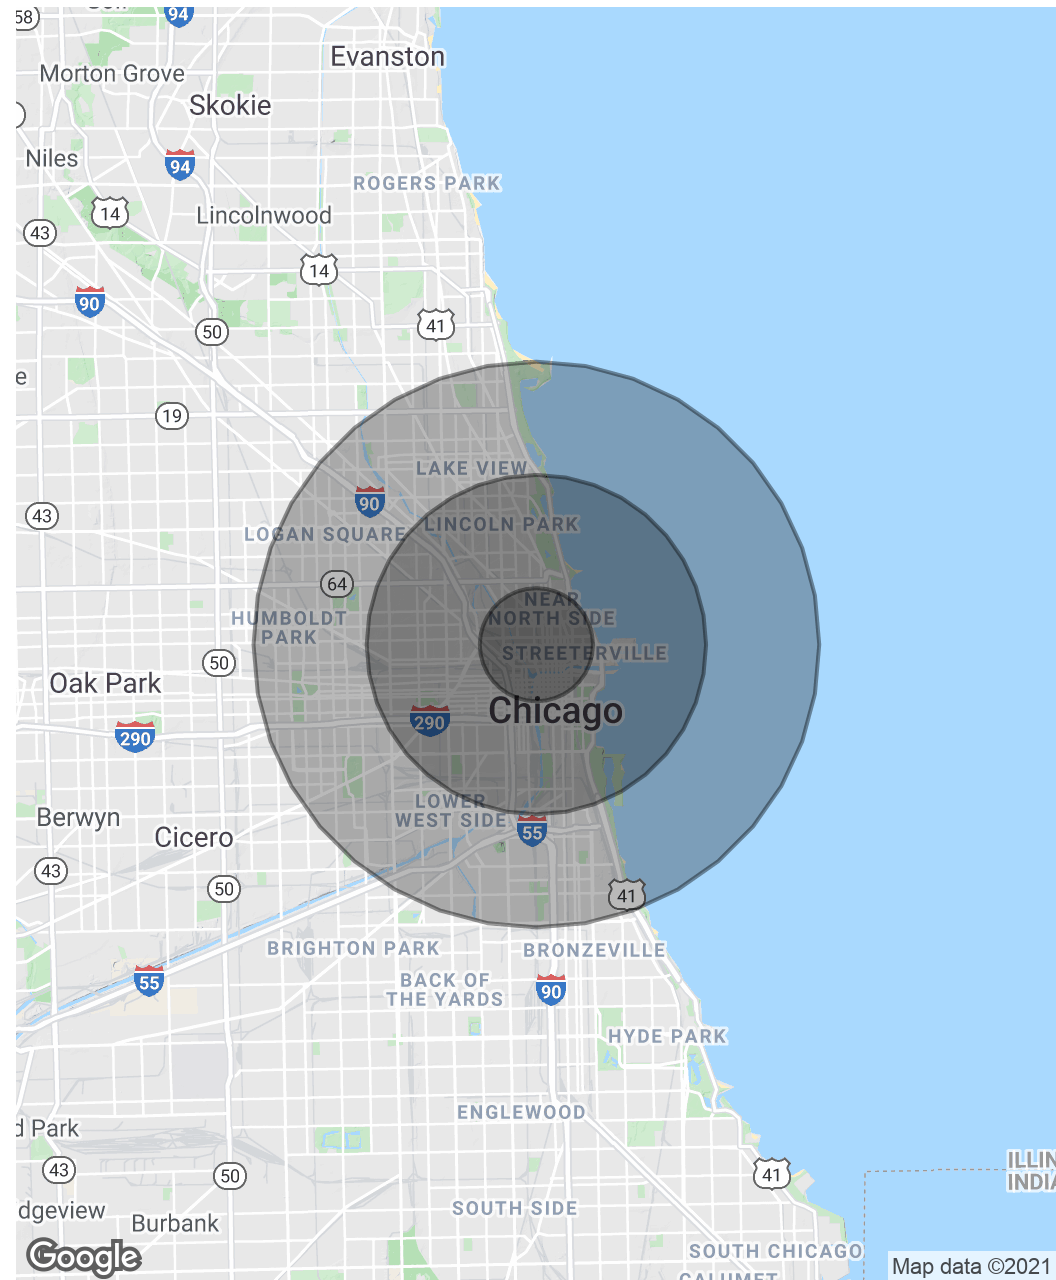 58
94
Evanston
Morton Grove
Skokie
Niles
94
ROGERS PARK
14
Lincolnwood
43
14
90
41
50
e
19
LAKE VIEW
90
43
LINCOLN PARK
LOGAN SQUARE
64
NEAR
NORTH SIDE
HUMBOLDT
PARK
STREETERVILLE
50
Oak Park
Chicago
290
290
LOWER
WEST SIDE
Berwyn
55
Cicero
43
50
41
BRIGHTON PARK
BRONZEVILLE
BACK OF
THE YARDS
55
90
HYDE PARK
ENGLEWOOD
d Park
43
50
41
ILLIN
INDIA
SOUTH SIDE
dgeview
Burbank
SOUTH CHICAGO
Google
Map data ©2021
CALUMET